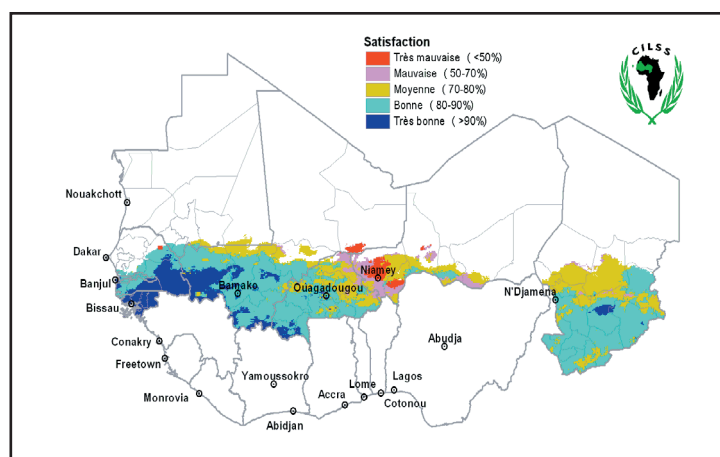 Satisfaction
Très mauvaise ( <50%)
Mauvaise ( 50-70%)
Moyenne ( 70-80%)
Bonne ( 80-90%)
Très bonne ( >90%)
CILSS
Nouakchott
Dakar
Banjul
Bissau
Bamako
Ouagadougou
Niamey
N'Djamena
Conakry
Freetown
Monrovia
Yamoussokro
Abidjan
Accra
Lome
Cotonou
Lagos
Abudja